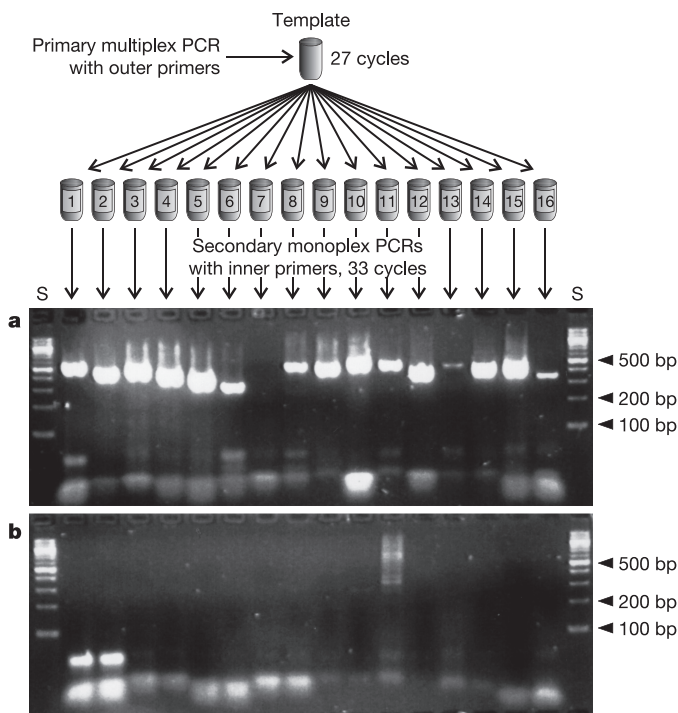 Template
Primary multiplex PCR
with outer primers
27 cycles
1 2 3 4 5 6 7 8 9 10 11 12 13 14 15 16
Secondary monoplex PCRs
with inner primers, 33 cycles
S S
a
500 bp
200 bp
100 bp
b
500 bp
200 bp
100 bp